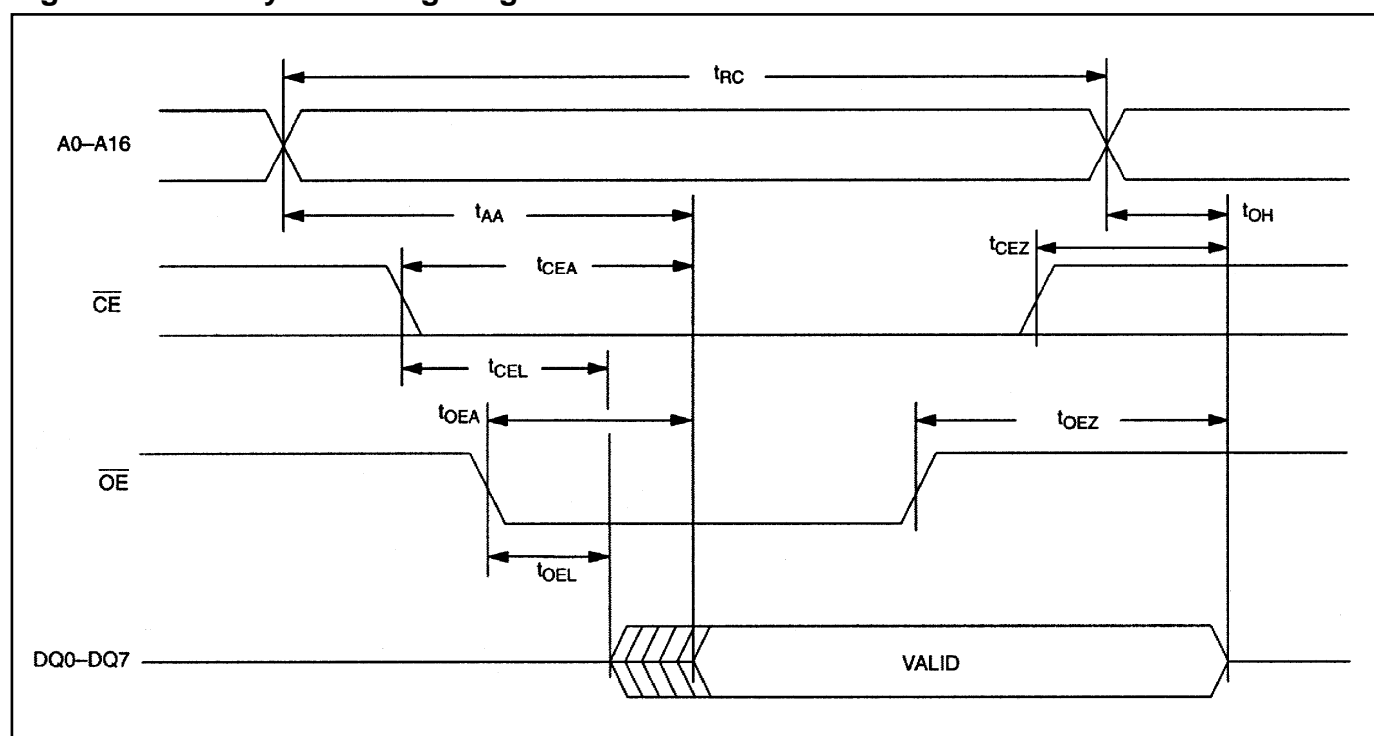 tRC
A0–A16
tAA
tOH
tCEZ
tCEA
CE
tCEL
tOEA
tOEZ
OE
tOEL
DQ0–DQ7
VALID